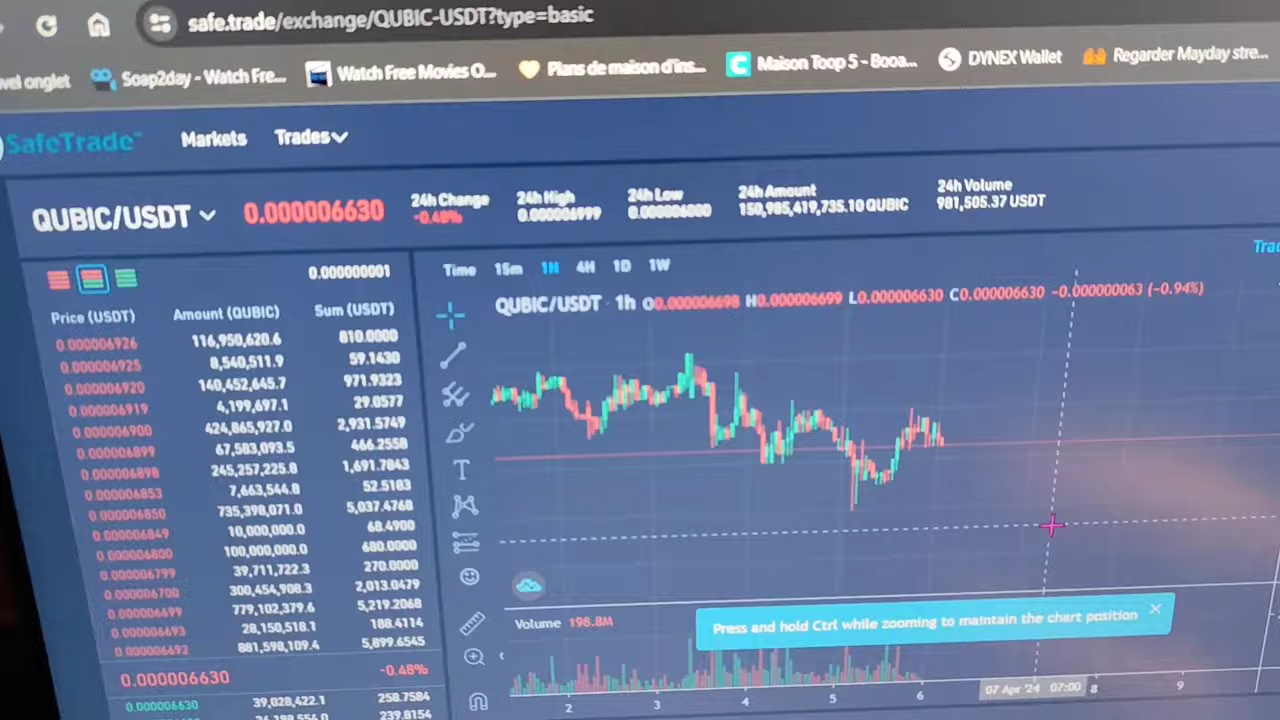 safe.trade/exchange/QUBIC-USDT?type=basic
vel onglet Soap2day - Watch Fre... Watch Free Movies O... Plans de maison d'ins... Maison Toop 5 - Booa... DYNEX Wallet Regarder Mayday stre...
SafeTrade™ Markets Trades
QUBIC/USDT 0.000006630
24h Change 24h High 24h Low 24h Amount 24h Volume
-0.48% 0.000006999 0.000006000 150,985,419,735.10 QUBIC 981,505.37 USDT
0.000000001
Time 15m 1H 4H 1D 1W
Trad
QUBIC/USDT · 1h O0.000006698 H0.000006699 L0.000006630 C0.000006630 -0.000000063 (-0.94%)
Price (USDT) Amount (QUBIC) Sum (USDT)
0.000006926 116,950,620.6 810.0000
0.000006925 8,540,511.9 59.1430
0.000006920 140,452,645.7 971.9323
0.000006919 4,199,697.1 29.0577
0.000006900 424,865,927.0 2,931.5749
0.000006899 67,583,093.5 466.2558
0.000006898 245,257,225.8 1,691.7843
0.000006853 7,663,544.8 52.5183
0.000006850 735,398,071.0 5,037.4768
0.000006849 10,000,000.0 68.4900
0.000006800 100,000,000.0 680.0000
0.000006799 39,711,722.3 270.0000
0.000006700 300,454,908.3 2,013.0479
0.000006699 779,102,379.6 5,219.2068
0.000006693 28,150,518.1 188.4114
0.000006692 881,598,109.4 5,899.6545
0.000006630 -0.48%
0.000006630 39,028,422.1 258.7584
239.8154
Volume 198.8M
Press and hold Ctrl while zooming to maintain the chart position
2 3 4 5 6 07 Apr '24 07:00 8 9